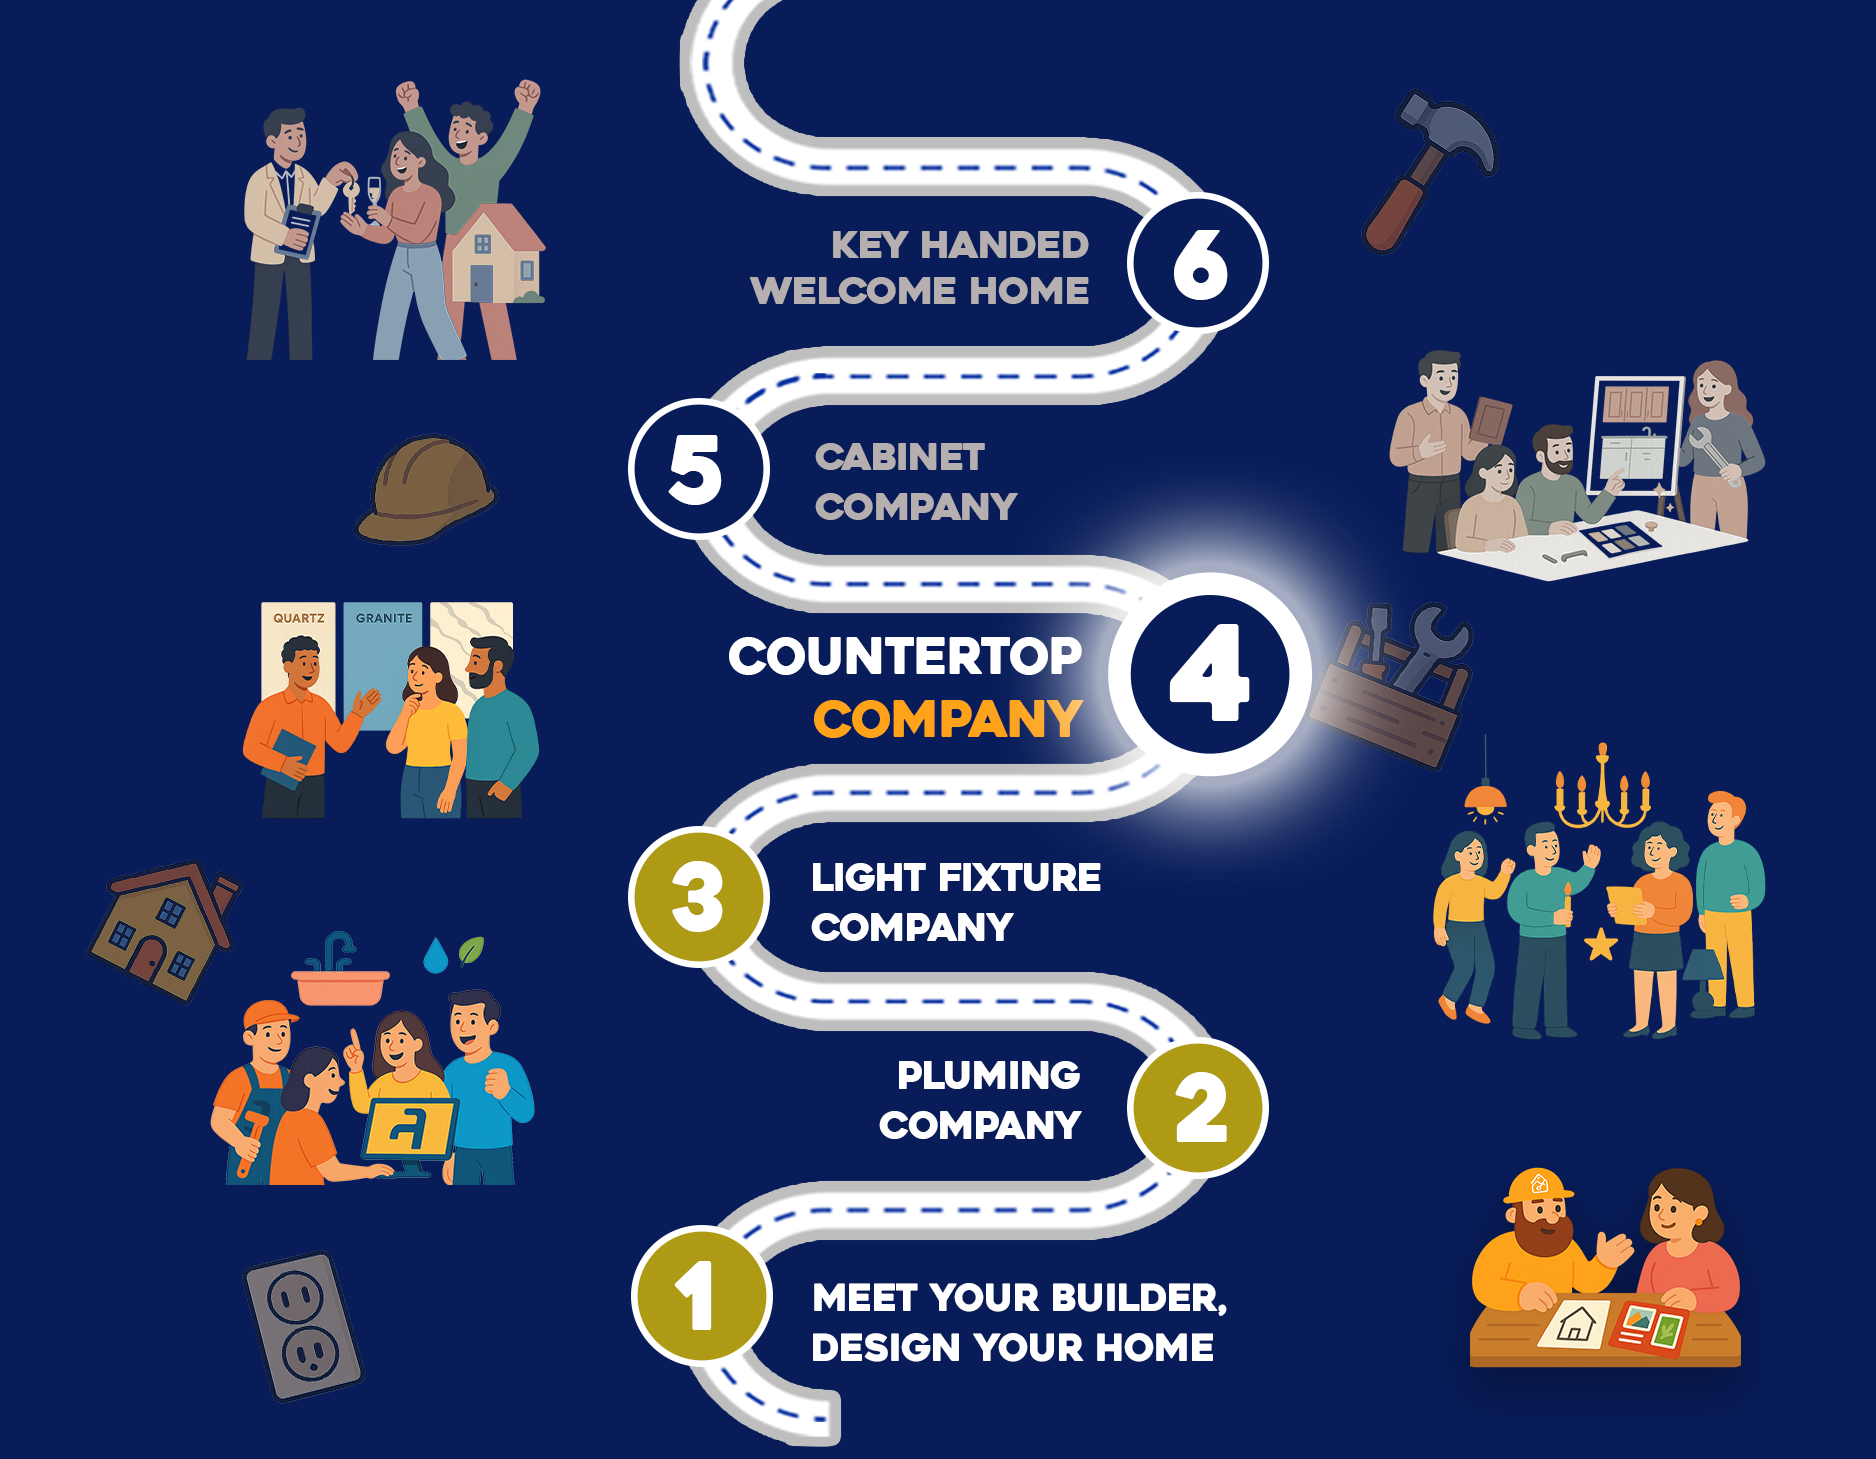 KEY HANDED
WELCOME HOME
6
5
CABINET
COMPANY
QUARTZ
GRANITE
COUNTERTOP
COMPANY
4
3
LIGHT FIXTURE
COMPANY
PLUMING
COMPANY
2
a
1
MEET YOUR BUILDER,
DESIGN YOUR HOME